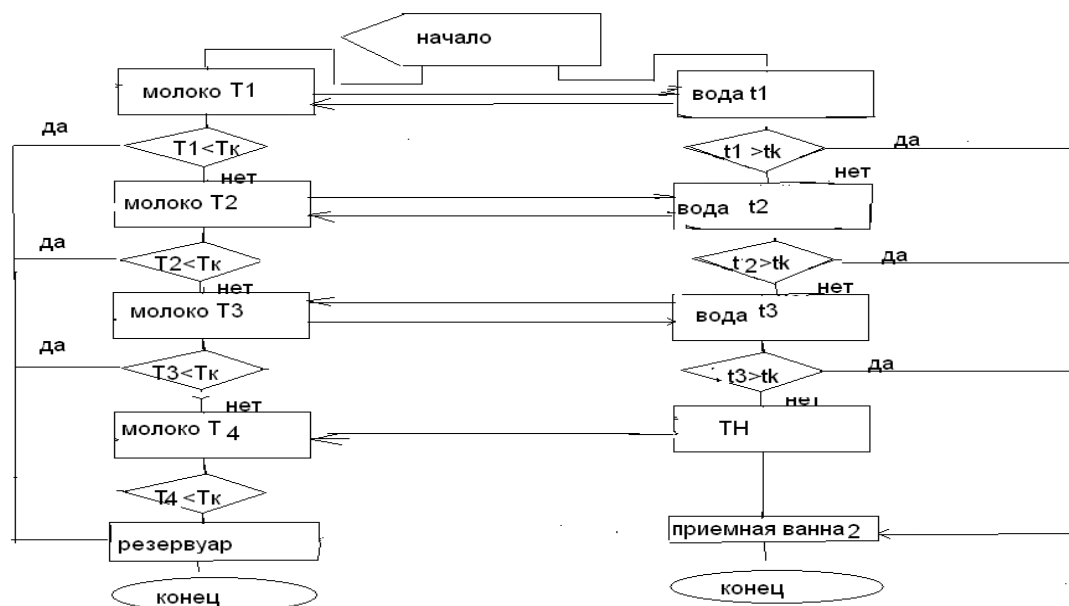 начало
молоко Т1
вода t1
да
Т1<Тк
t1 >tk
да
нет
нет
молоко Т2
вода t2
да
Т2<Тк
t 2>tk
да
нет
нет
молоко Т3
вода t3
да
Т3<Тк
t3>tk
да
нет
нет
молоко Т 4
ТН
Т4 <Тк
резервуар
приемная ванна 2
конец
конец